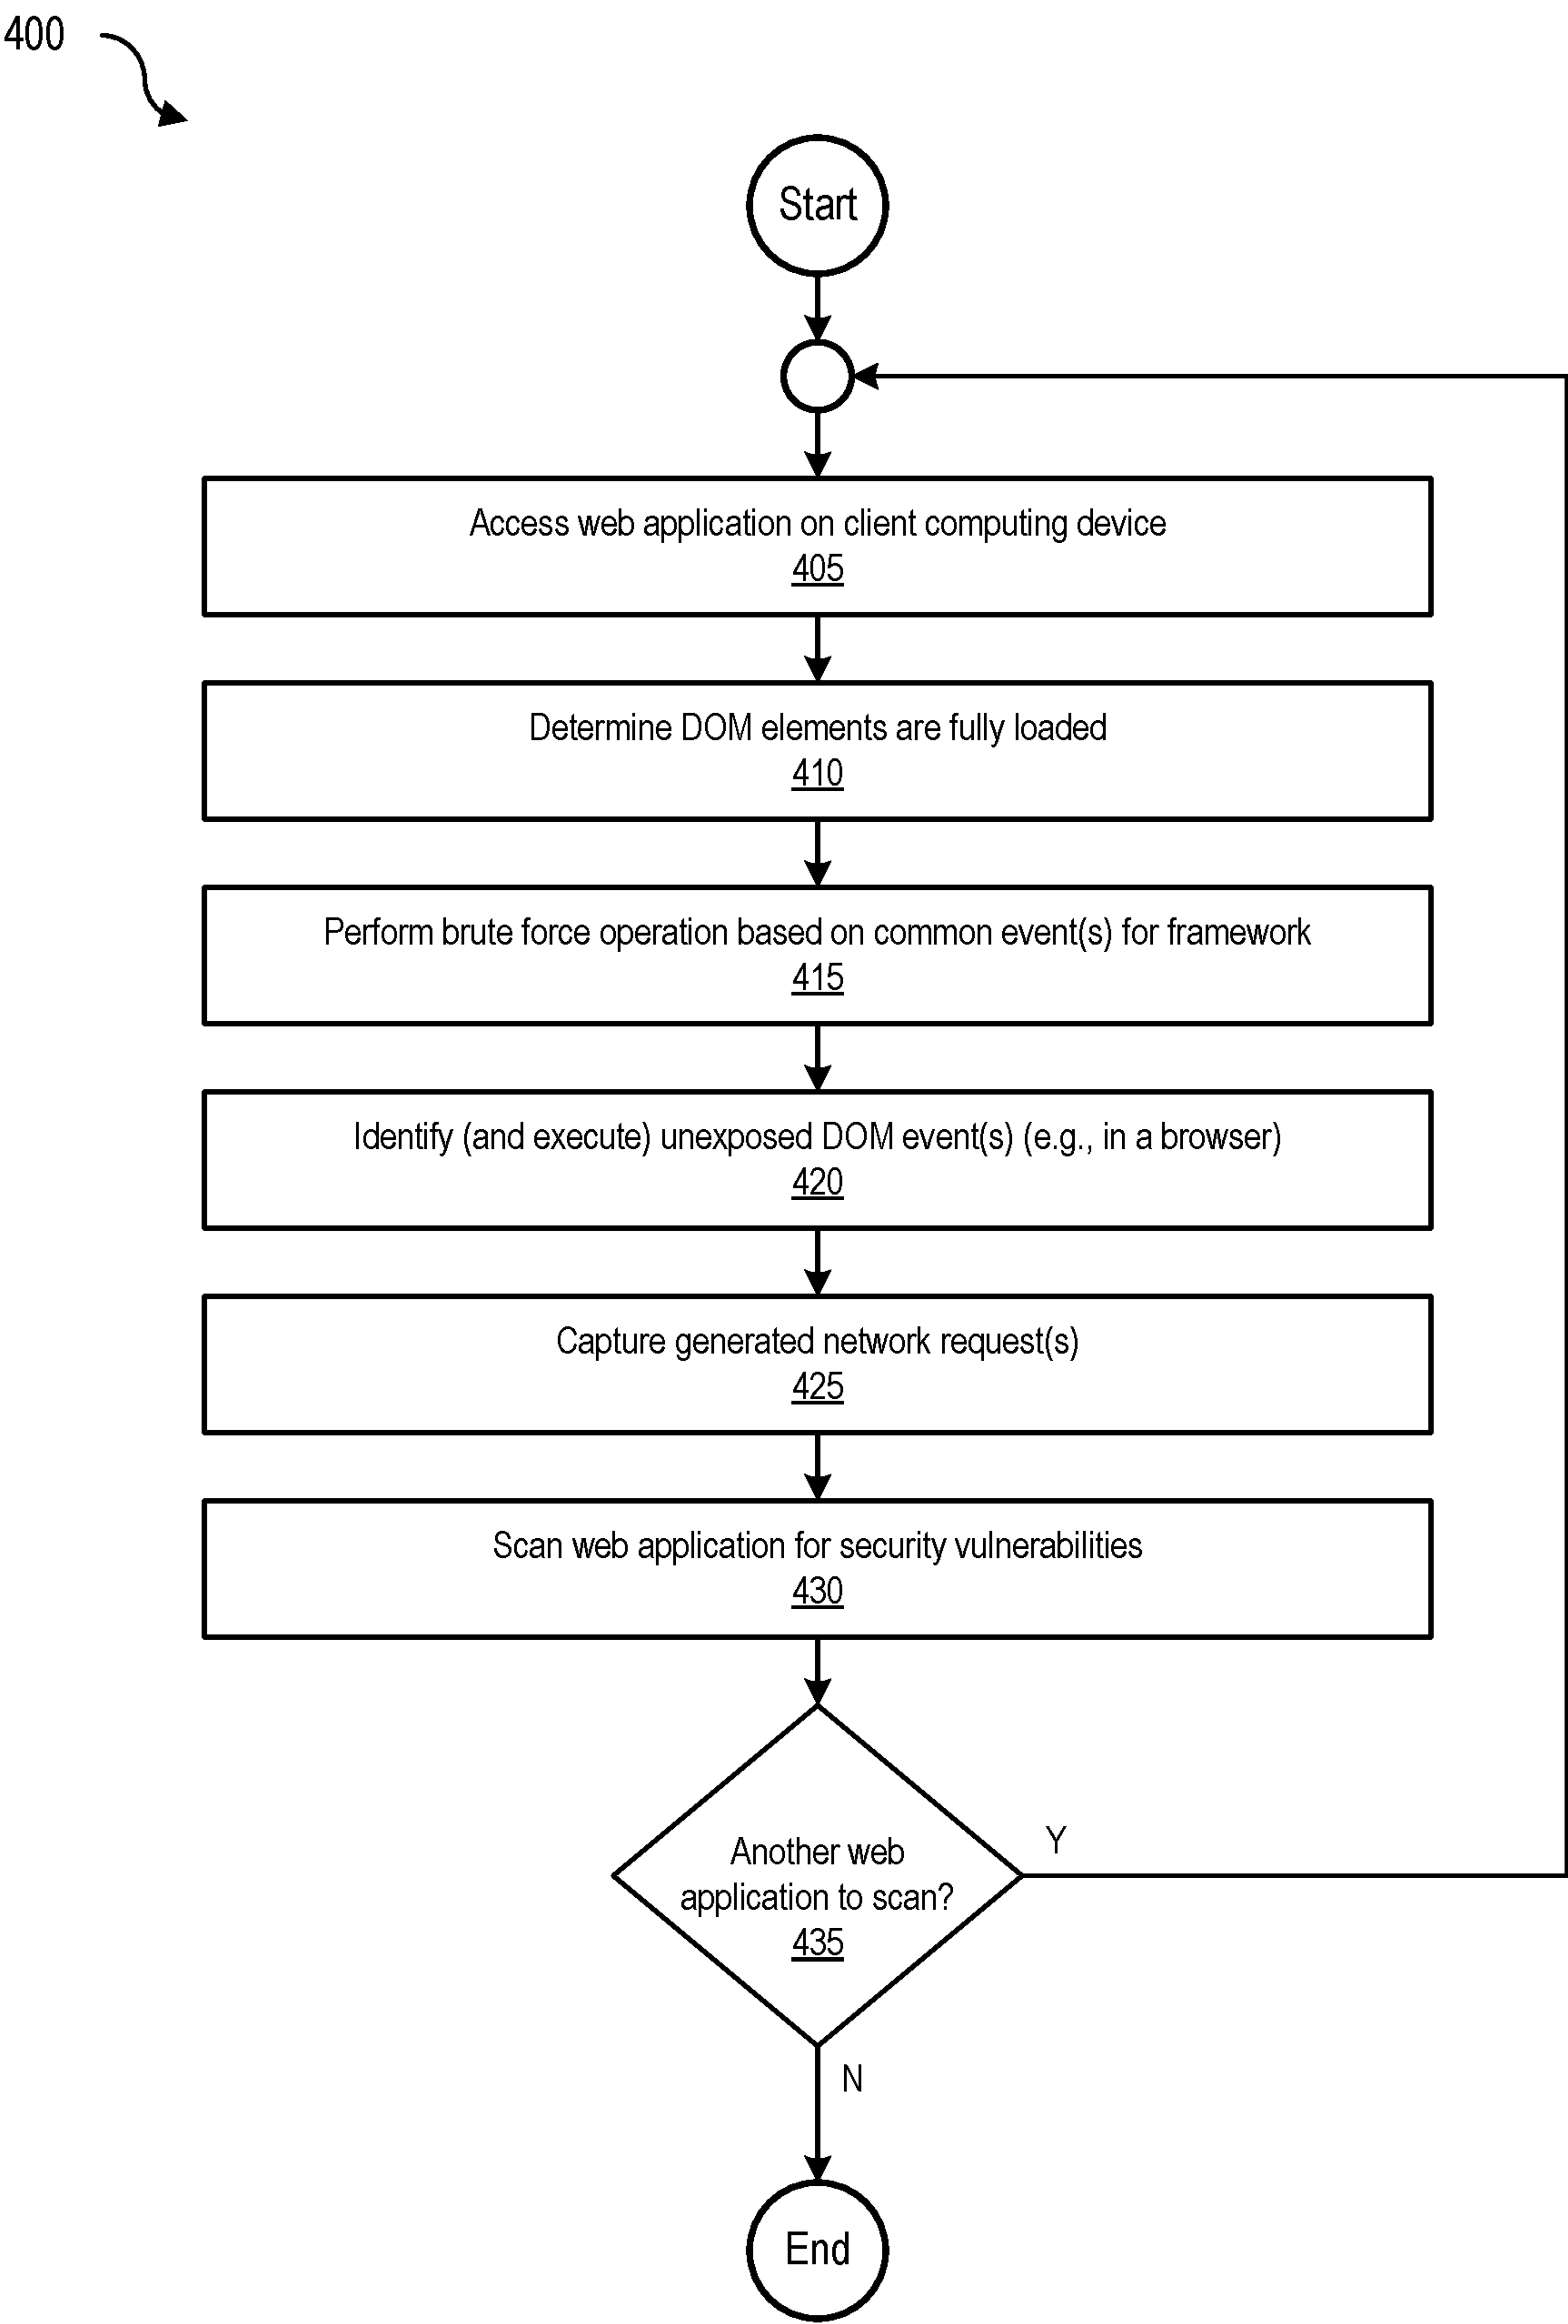 400
Start
Access web application on client computing device
405
Determine DOM elements are fully loaded
410
Perform brute force operation based on common event(s) for framework
415
Identify (and execute) unexposed DOM event(s) (e.g., in a browser)
420
Capture generated network request(s)
425
Scan web application for security vulnerabilities
430
Another web
application to scan?
435
Y
N
End